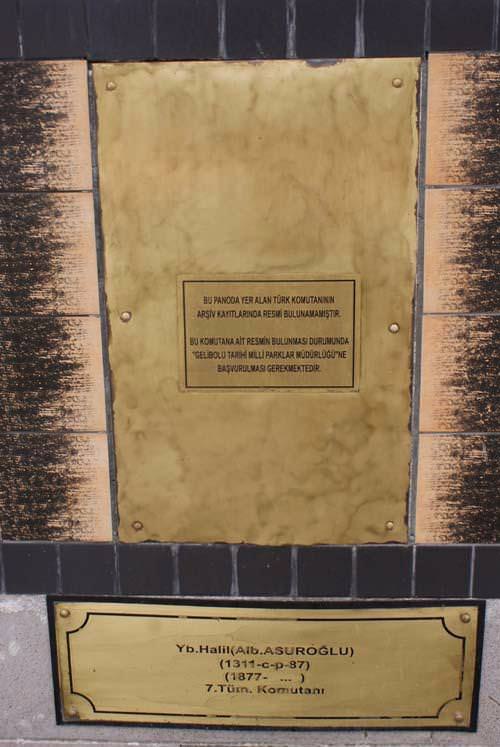 BU PANODA YER ALAN TÜRK KOMUTANININ
ARŞİV KAYITLARINDA RESMİ BULUNAMAMIŞTIR.
BU KOMUTANA AİT RESMİN BULUNMASI DURUMUNDA
"GELİBOLU TARİHİ MİLLİ PARKLAR MÜDÜRLÜĞÜ"NE
BAŞVURULMASI GEREKMEKTEDİR.
Yb.Halil(Alb.ASUROĞLU)
(1311-c-p-87)
(1877- ... )
7.Tüm. Komutanı